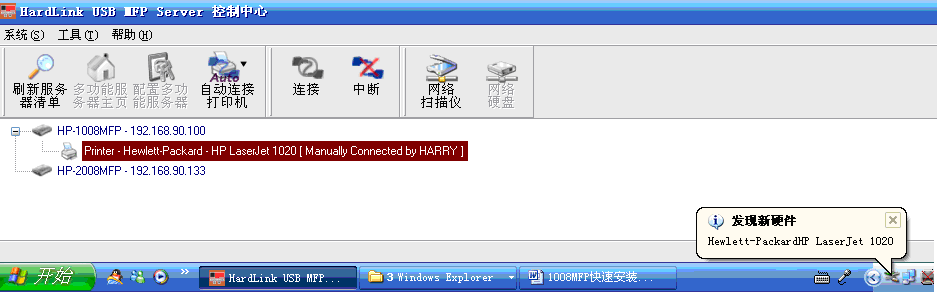 HardLink USB MFP Server 控制中心
系统(S) 工具(T) 帮助(H)
刷新服务器清单
多功能服务器主页
配置多功能服务器
Auto
自动连接打印机
连接
中断
网络扫描仪
网络硬盘
HP-1008MFP - 192.168.90.100
Printer - Hewlett-Packard - HP LaserJet 1020 [ Manually Connected by HARRY ]
HP-2008MFP - 192.168.90.133
发现新硬件
Hewlett-PackardHP LaserJet 1020
开始
HardLink USB MFP...
3 Windows Explorer
1008MFP快速安装...